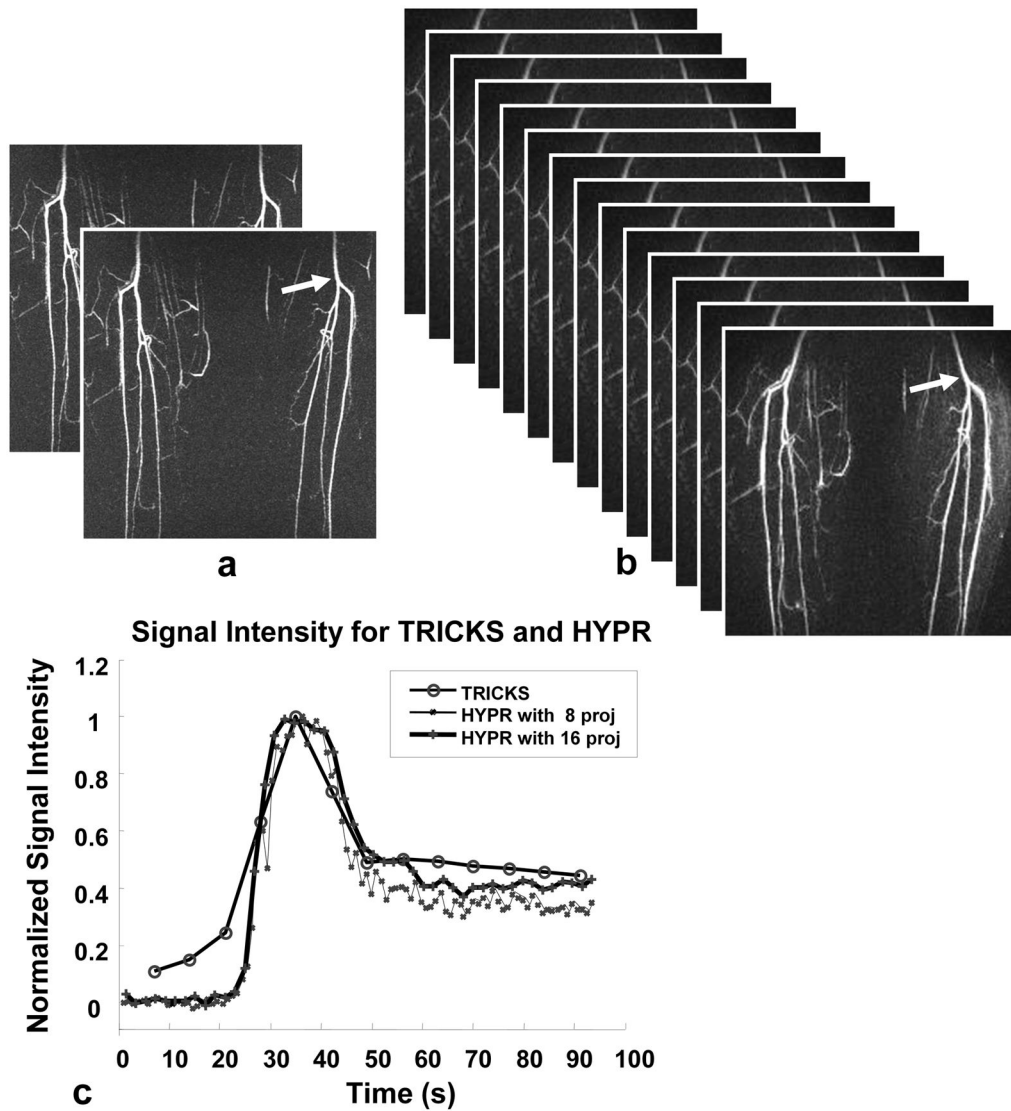 a
b
Signal Intensity for TRICKS and HYPR
Normalized Signal Intensity
1.2
1
0.8
0.6
0.4
0.2
0
TRICKS
HYPR with 8 proj
HYPR with 16 proj
0 10 20 30 40 50 60 70 80 90 100
Time (s)
c